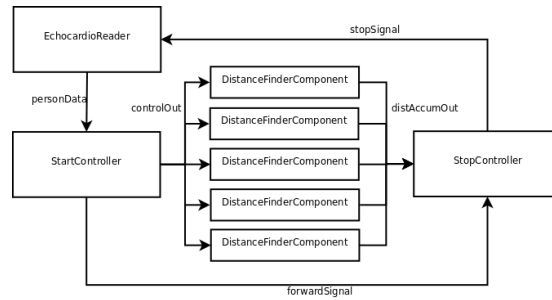 stopSignal
EchocardioReader
DistanceFinderComponent
personData
controlOut
distAccumOut
DistanceFinderComponent
StartController
DistanceFinderComponent
StopController
DistanceFinderComponent
DistanceFinderComponent
forwardSignal